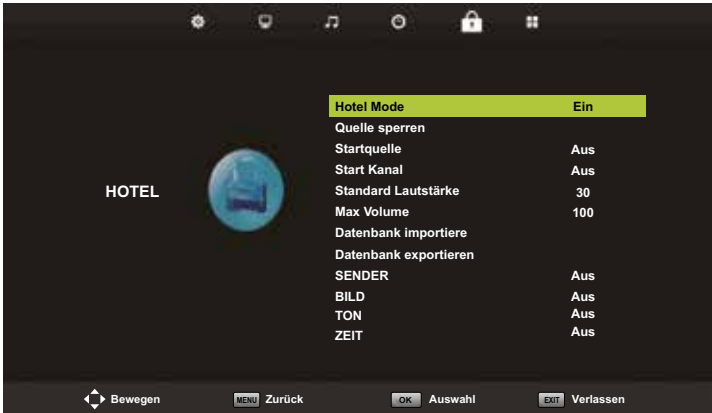 Hotel Mode Ein
Quelle sperren
Startquelle Aus
Start Kanal Aus
HOTEL
Standard Lautstärke 30
Max Volume 100
Datenbank importiere
Datenbank exportieren
SENDER Aus
BILD Aus
TON Aus
ZEIT Aus
Bewegen MENU Zurück OK Auswahl EXIT Verlassen